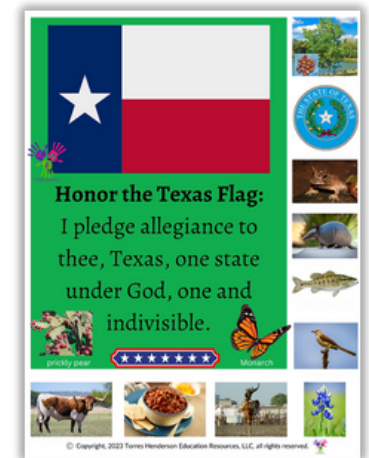 THE STATE OF TEXAS
Honor the Texas Flag:
I pledge allegiance to
thee, Texas, one state
under God, one and
indivisible.
prickly pear
Monarch
© Copyright, 2023 Torres Henderson Education Resources, LLC, all rights reserved.